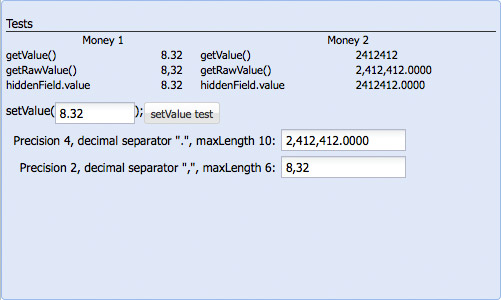 Tests
Money 1 Money 2
getValue() 8.32 getValue() 2412412
getRawValue() 8,32 getRawValue() 2,412,412.0000
hiddenField.value 8.32 hiddenField.value 2412412.0000
setValue( 8.32 ); setValue test
Precision 4, decimal separator ".", maxLength 10: 2,412,412.0000
Precision 2, decimal separator ",", maxLength 6: 8,32